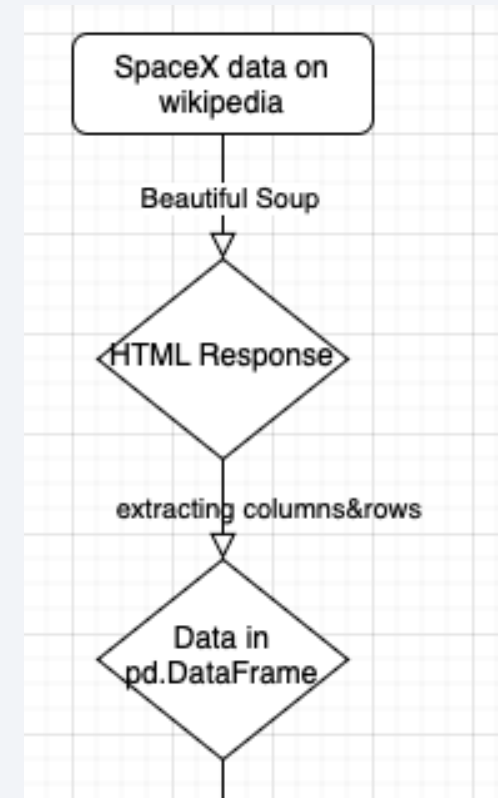 SpaceX data on
wikipedia
Beautiful Soup
HTML Response
extracting columns&rows
Data in
pd.DataFrame